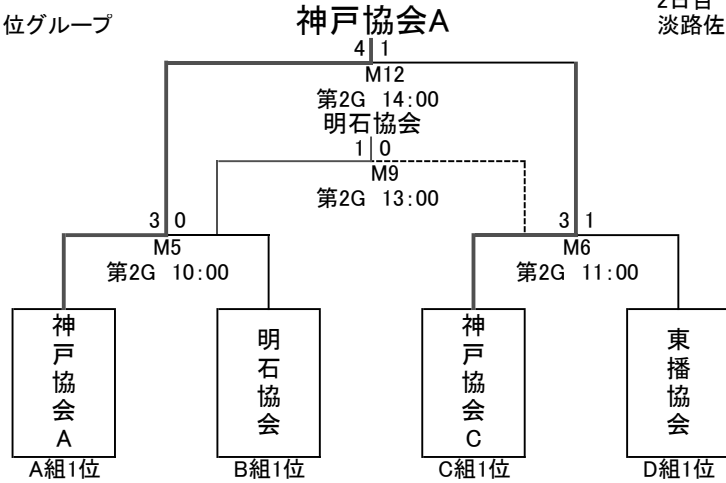 2日目
位グループ
神戸協会A
淡路佐
4 1
M12
第2G 14:00
明石協会
1 0
M9
第2G 13:00
3 0
3 1
M5
M6
第2G 10:00
第2G 11:00
神戸協会A
明石協会
神戸協会C
東播協会
A組1位
B組1位
C組1位
D組1位